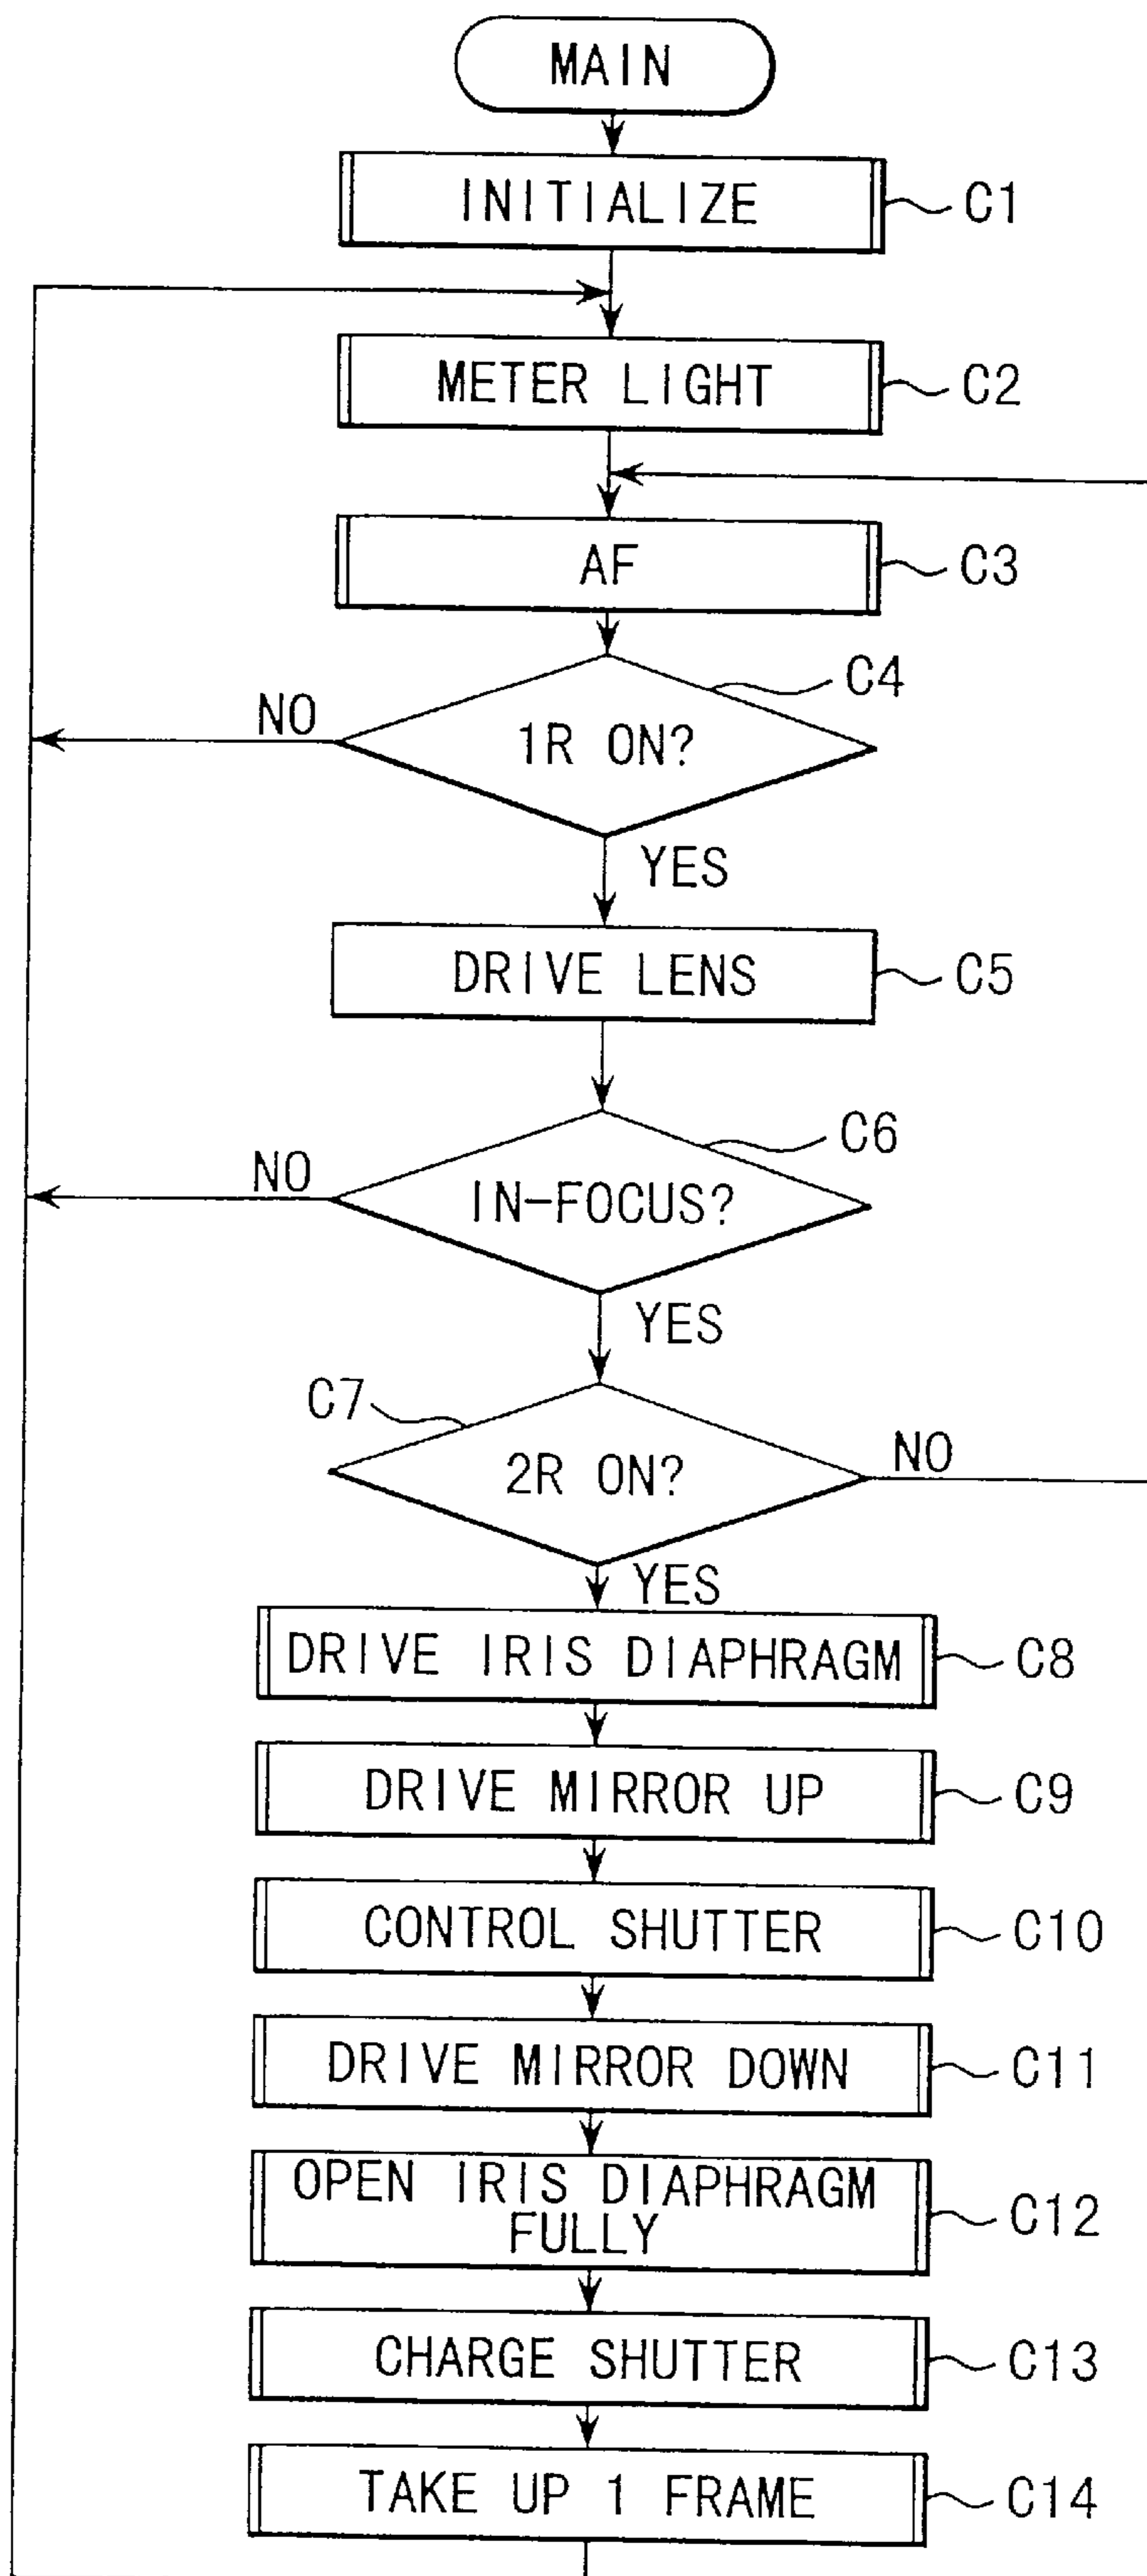 MAIN
INITIALIZE
C1
METER LIGHT
C2
AF
C3
C4
NO
1R ON?
YES
DRIVE LENS
C5
C6
NO
IN-FOCUS?
YES
C7
NO
2R ON?
YES
DRIVE IRIS DIAPHRAGM
C8
DRIVE MIRROR UP
C9
CONTROL SHUTTER
C10
DRIVE MIRROR DOWN
C11
OPEN IRIS DIAPHRAGM
FULLY
C12
CHARGE SHUTTER
C13
TAKE UP 1 FRAME
C14